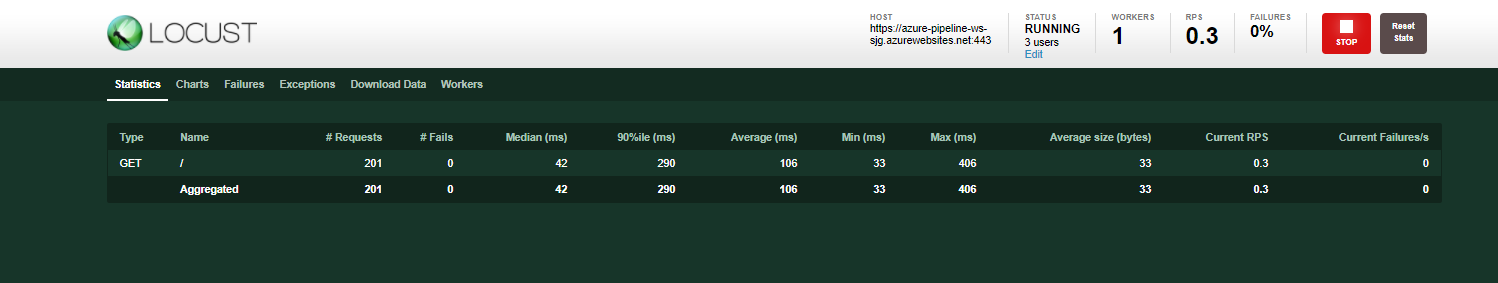 LOCUST
HOST
https://azure-pipeline-ws-
sjg.azurewebsites.net:443
STATUS
RUNNING
3 users
Edit
WORKERS
1
RPS
0.3
FAILURES
0%
STOP
Reset
Stats
Statistics Charts Failures Exceptions Download Data Workers
Type Name # Requests # Fails Median (ms) 90%ile (ms) Average (ms) Min (ms) Max (ms) Average size (bytes) Current RPS Current Failures/s
GET / 201 0 42 290 106 33 406 33 0.3 0
Aggregated 201 0 42 290 106 33 406 33 0.3 0